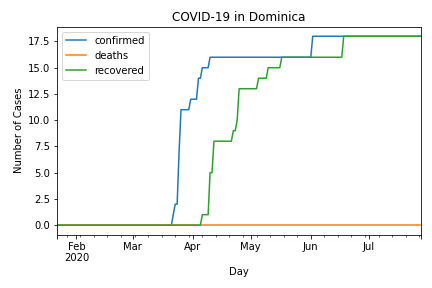 COVID-19 in Dominica
confirmed
deaths
recovered
17.5
15.0
12.5
10.0
7.5
5.0
2.5
0.0
Number of Cases
Feb
2020
Mar
Apr
May
Jun
Jul
Day